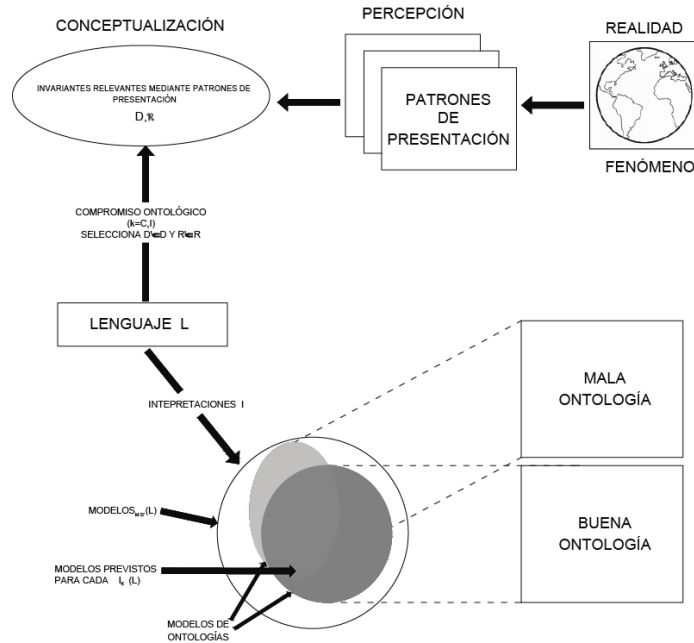 CONCEPTUALIZACIÓN
PERCEPCIÓN
REALIDAD
INVARIANTES RELEVANTES MEDIANTE PATRONES DE
PRESENTACIÓN
D,ℜ
PATRONES
DE
PRESENTACIÓN
FENÓMENO
COMPROMISO ONTOLÓGICO
(k=C,I)
SELECCIONA D'⊂D Y R'⊂R
LENGUAJE L
INTEPRETACIONES I
MALA
ONTOLOGÍA
MODELOS (L)
BUENA
ONTOLOGÍA
MODELOS PREVISTOS
PARA CADA Iₖ (L)
MODELOS DE
ONTOLOGÍAS